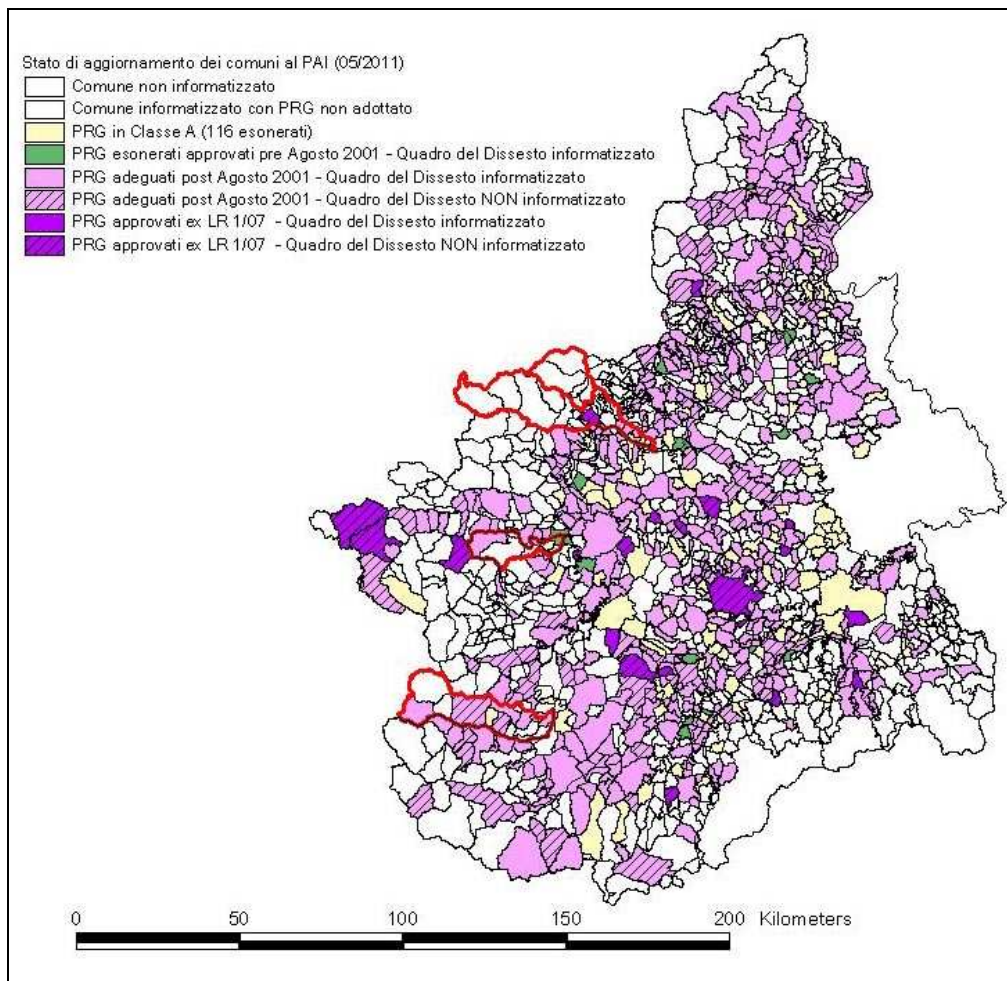 Stato di aggiornamento dei comuni al PAI (05/2011)
Comune non informatizzato
Comune informatizzato con PRG non adottato
PRG in Classe A (116 esonerati)
PRG esonerati approvati pre Agosto 2001 - Quadro del Dissesto informatizzato
PRG adeguati post Agosto 2001 - Quadro del Dissesto informatizzato
PRG adeguati post Agosto 2001 - Quadro del Dissesto NON informatizzato
PRG approvati ex LR 1/07 - Quadro del Dissesto informatizzato
PRG approvati ex LR 1/07 - Quadro del Dissesto NON informatizzato
0 50 100 150 200 Kilometers